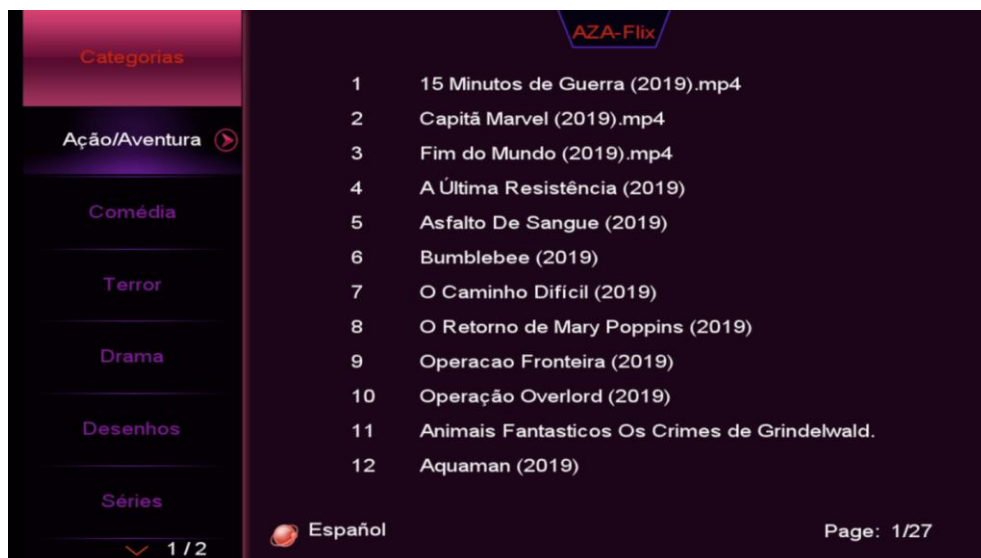 AZA-Flix
Categorias
Ação/Aventura
Comédia
Terror
Drama
Desenhos
Séries
1/2
1 15 Minutos de Guerra (2019).mp4
2 Capitã Marvel (2019).mp4
3 Fim do Mundo (2019).mp4
4 A Última Resistência (2019)
5 Asfalto De Sangue (2019)
6 Bumblebee (2019)
7 O Caminho Difícil (2019)
8 O Retorno de Mary Poppins (2019)
9 Operacao Fronteira (2019)
10 Operação Overlord (2019)
11 Animais Fantasticos Os Crimes de Grindelwald.
12 Aquaman (2019)
Español
Page: 1/27